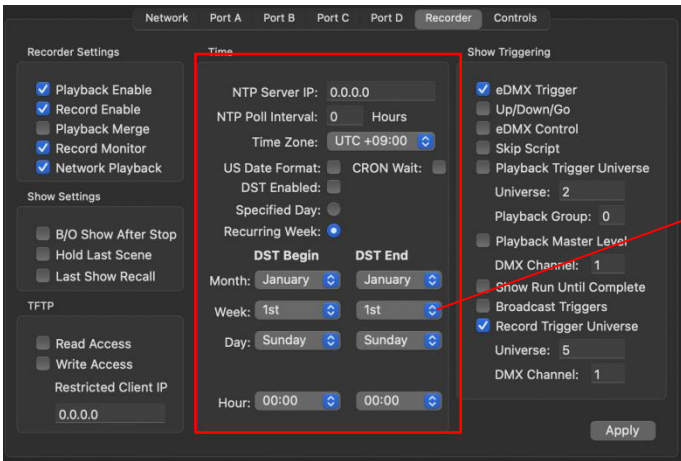 Network Port A Port B Port C Port D Recorder Controls
Recorder Settings
Playback Enable
Record Enable
Playback Merge
Record Monitor
Network Playback
Show Settings
B/O Show After Stop
Hold Last Scene
Last Show Recall
TFTP
Read Access
Write Access
Restricted Client IP
0.0.0.0
Time
NTP Server IP: 0.0.0.0
NTP Poll Interval: 0 Hours
Time Zone: UTC +09:00
US Date Format: CRON Wait:
DST Enabled:
Specified Day:
Recurring Week:
DST Begin DST End
Month: January January
Week: 1st 1st
Day: Sunday Sunday
Hour: 00:00 00:00
Show Triggering
eDMX Trigger
Up/Down/Go
eDMX Control
Skip Script
Playback Trigger Universe
Universe: 2
Playback Group: 0
Playback Master Level
DMX Channel: 1
Show Run Until Complete
Broadcast Triggers
Record Trigger Universe
Universe: 5
DMX Channel: 1
Apply